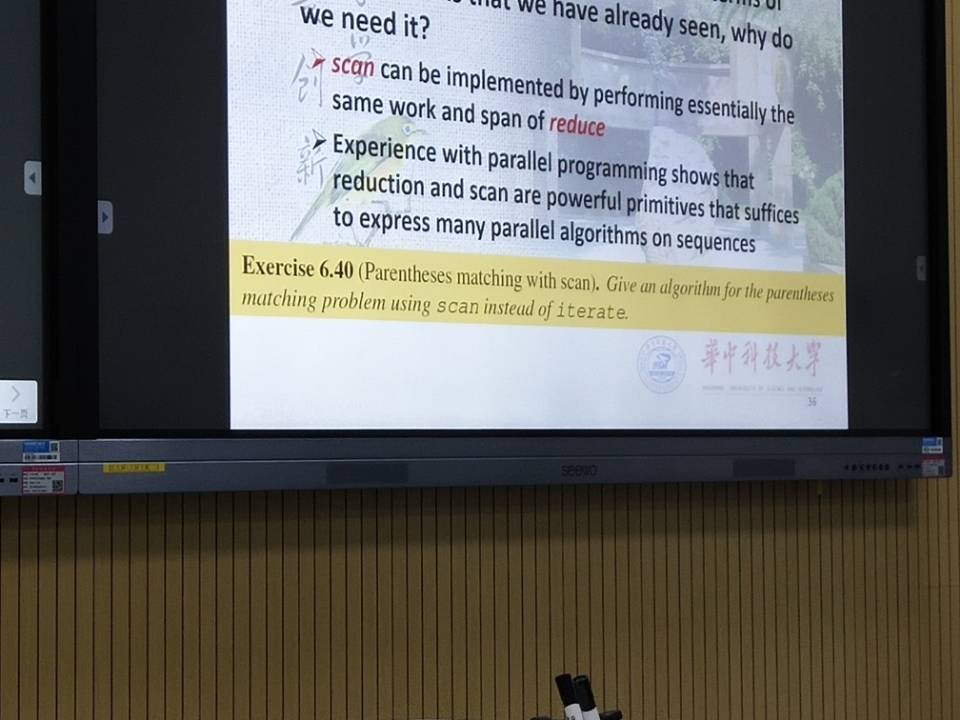 that we have already seen, why do
we need it?
➢ scan can be implemented by performing essentially the
same work and span of reduce
➢ Experience with parallel programming shows that
reduction and scan are powerful primitives that suffices
to express many parallel algorithms on sequences
Exercise 6.40 (Parentheses matching with scan). Give an algorithm for the parentheses
matching problem using scan instead of iterate.
華中科技大学
36
下一页
seewo
创
新